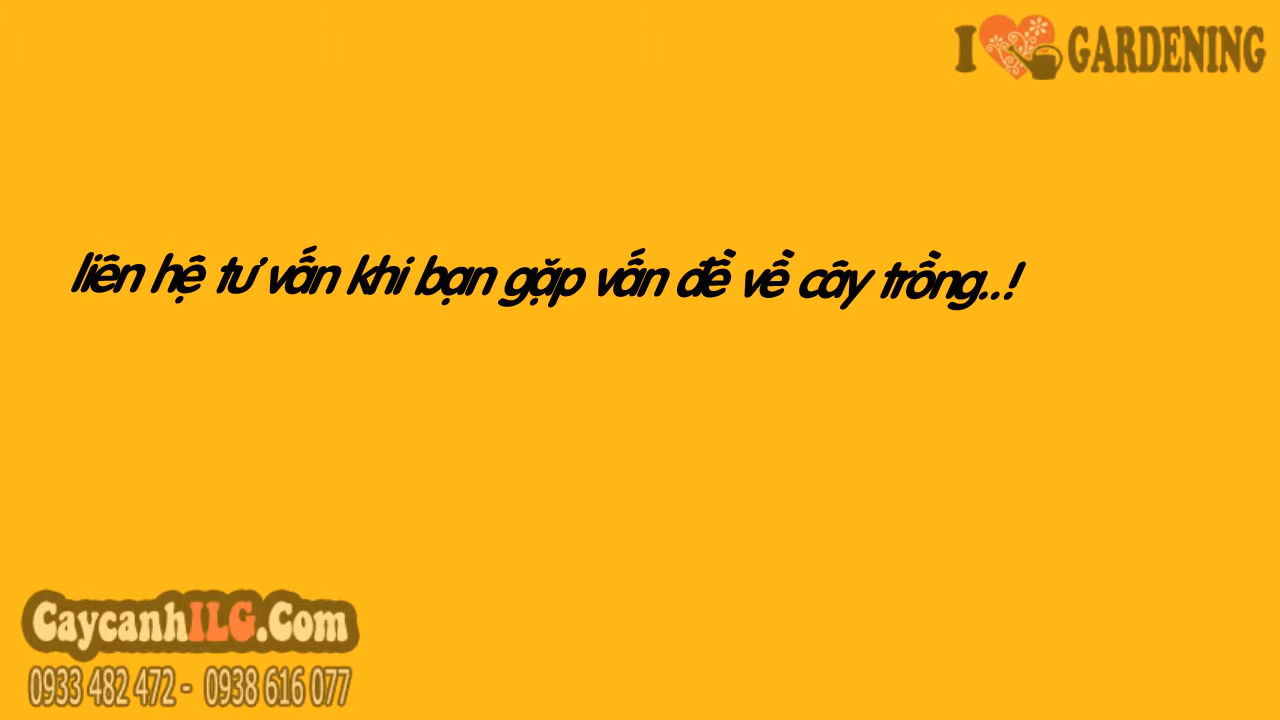 I GARDENING
liên hệ tư vấn khi bạn gặp vấn đề về cây trồng..!
CaycanhILG.Com
0933 482 472 - 0938 616 077